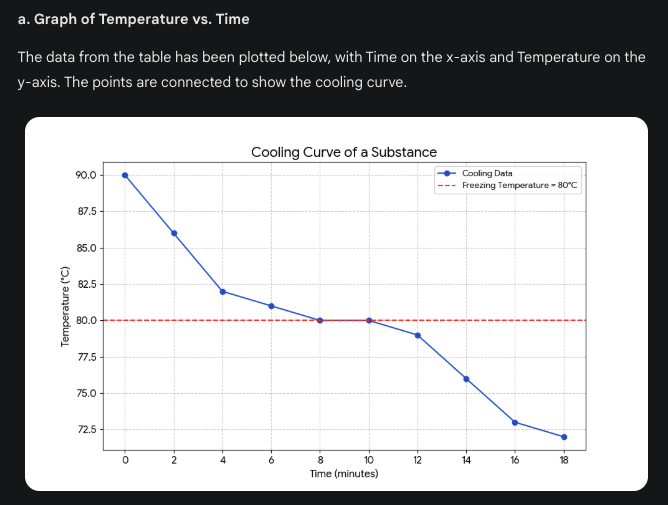 a. Graph of Temperature vs. Time
The data from the table has been plotted below, with Time on the x-axis and Temperature on the
y-axis. The points are connected to show the cooling curve.
Cooling Curve of a Substance
Cooling Data
Freezing Temperature = 80°C
Temperature (°C)
90.0
87.5
85.0
82.5
80.0
77.5
75.0
72.5
0 2 4 6 8 10 12 14 16 18
Time (minutes)